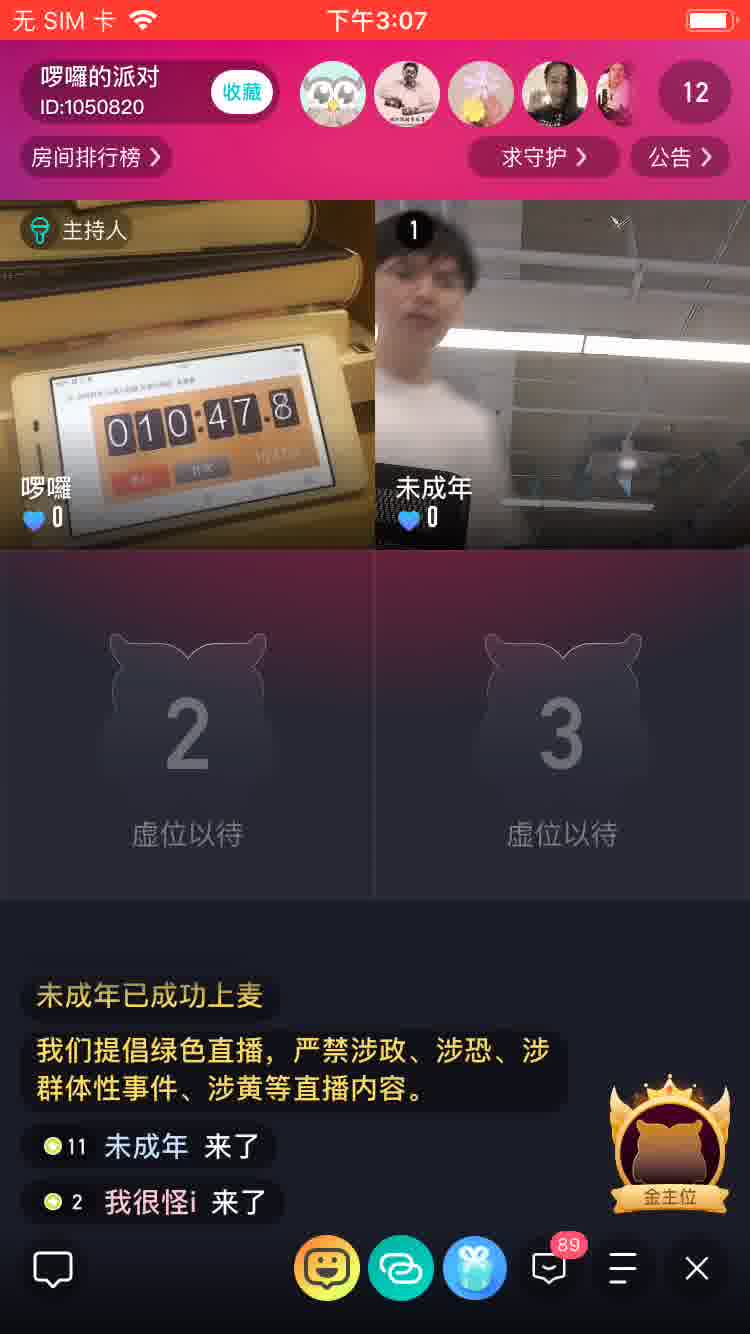 无 SIM 卡
下午3:07
啰囉的派对
ID:1050820
收藏
12
房间排行榜
求守护
公告
主持人
1
010:47.8
啰囉
0
未成年
0
2
3
虚位以待
虚位以待
未成年已成功上麦
我们提倡绿色直播，严禁涉政、涉恐、涉
群体性事件、涉黄等直播内容。
11 未成年 来了
2 我很怪i 来了
金主位
89